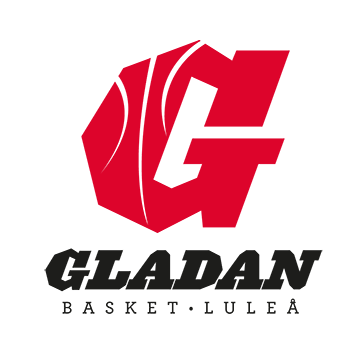 G
GLADAN
BASKET · LULEÅ